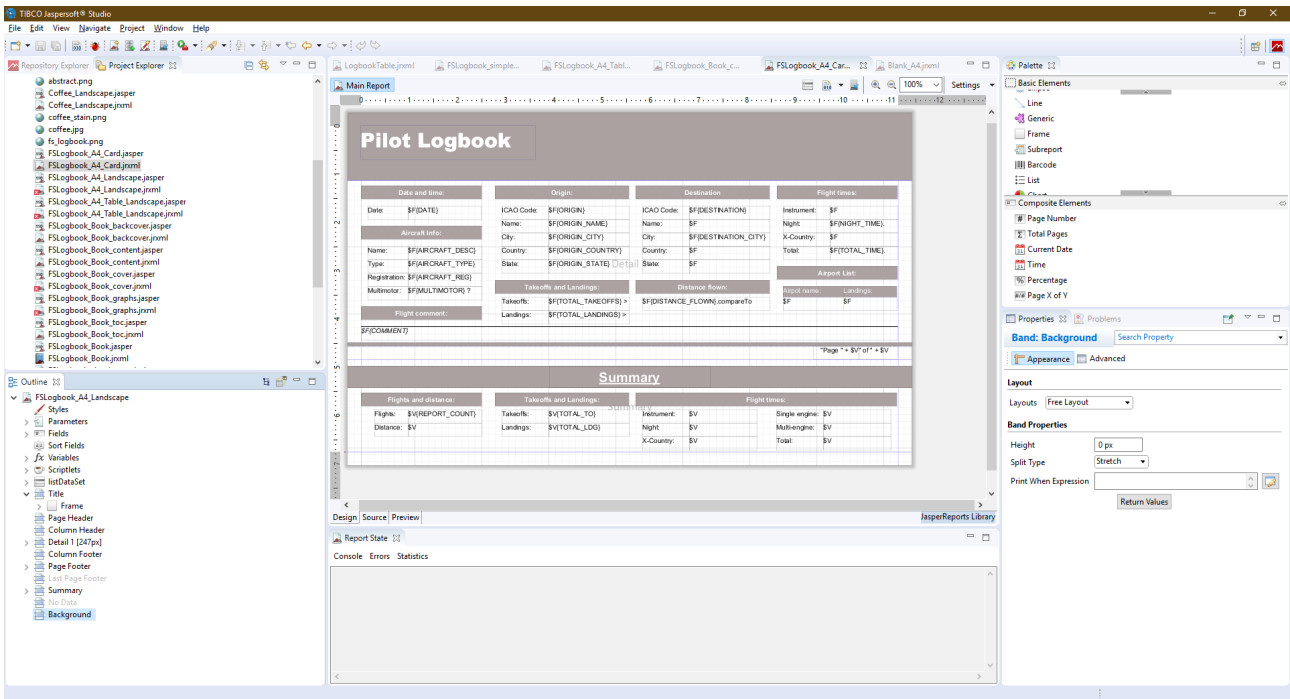 TIBCO Jaspersoft® Studio
File Edit View Navigate Project Window Help
Repository Explorer Project Explorer
abstract.png
Coffee_Landscape.jasper
Coffee_Landscape.jrxml
coffee_stain.png
coffee.jpg
fs_logbook.png
FSLogbook_A4_Card.jasper
FSLogbook_A4_Card.jrxml
FSLogbook_A4_Landscape.jasper
FSLogbook_A4_Landscape.jrxml
FSLogbook_A4_Table_Landscape.jasper
FSLogbook_A4_Table_Landscape.jrxml
FSLogbook_Book_backcover.jasper
FSLogbook_Book_backcover.jrxml
FSLogbook_Book_content.jasper
FSLogbook_Book_content.jrxml
FSLogbook_Book_cover.jasper
FSLogbook_Book_cover.jrxml
FSLogbook_Book_graphs.jasper
FSLogbook_Book_graphs.jrxml
FSLogbook_Book_toc.jasper
FSLogbook_Book_toc.jrxml
FSLogbook_Book.jasper
FSLogbook_Book.jrxml
Outline
FSLogbook_A4_Landscape
Styles
Parameters
Fields
Sort Fields
Variables
Scriptlets
listDataSet
Title
Frame
Page Header
Column Header
Detail 1 [247px]
Column Footer
Page Footer
Last Page Footer
Summary
No Data
Background
LogbookTable.jrxml FSLogbook_simple... FSLogbook_A4_Tabl... FSLogbook_Book_c... FSLogbook_A4_Car... Blank_A4.jrxml
Main Report 100% Settings
Pilot Logbook
Date and time: Origin: Destination Flight times:
Date: $F{DATE} ICAO Code: $F{ORIGIN} ICAO Code: $F{DESTINATION} Instrument: $F
Name: $F{ORIGIN_NAME} Name: $F Night: $F{NIGHT_TIME}.
Aircraft Info: City: $F{ORIGIN_CITY} City: $F{DESTINATION_CITY} X-Country: $F
Name: $F{AIRCRAFT_DESC} Country: $F{ORIGIN_COUNTRY} Country: $F Total: $F{TOTAL_TIME}.
Type: $F{AIRCRAFT_TYPE} State: $F{ORIGIN_STATE} Detail State: $F
Registration: $F{AIRCRAFT_REG} Airport List:
Multimotor: $F{MULTIMOTOR} ? Takeoffs and Landings: Distance flown: Airpot name: Landings:
Takeoffs: $F{TOTAL_TAKEOFFS} > $F{DISTANCE_FLOWN}.compareTo $F $F
Flight comment: Landings: $F{TOTAL_LANDINGS} >
$F{COMMENT}
"Page " + $V" of " + $V
Summary
Flights and distance: Takeoffs and Landings: Flight times:
Summary
Flights: $V{REPORT_COUNT} Takeoffs: $V{TOTAL_TO} Instrument: $V Single engine: $V
Distance: $V Landings: $V{TOTAL_LDG} Night: $V Multi-engine: $V
X-Country: $V Total: $V
Design Source Preview JasperReports Library
Report State
Console Errors Statistics
Palette
Basic Elements
Line
Generic
Frame
Subreport
Barcode
List
Chart
Composite Elements
Page Number
Total Pages
Current Date
Time
Percentage
Page X of Y
Properties Problems
Band: Background Search Property
Appearance Advanced
Layout
Layouts Free Layout
Band Properties
Height 0 px
Split Type Stretch
Print When Expression
Return Values